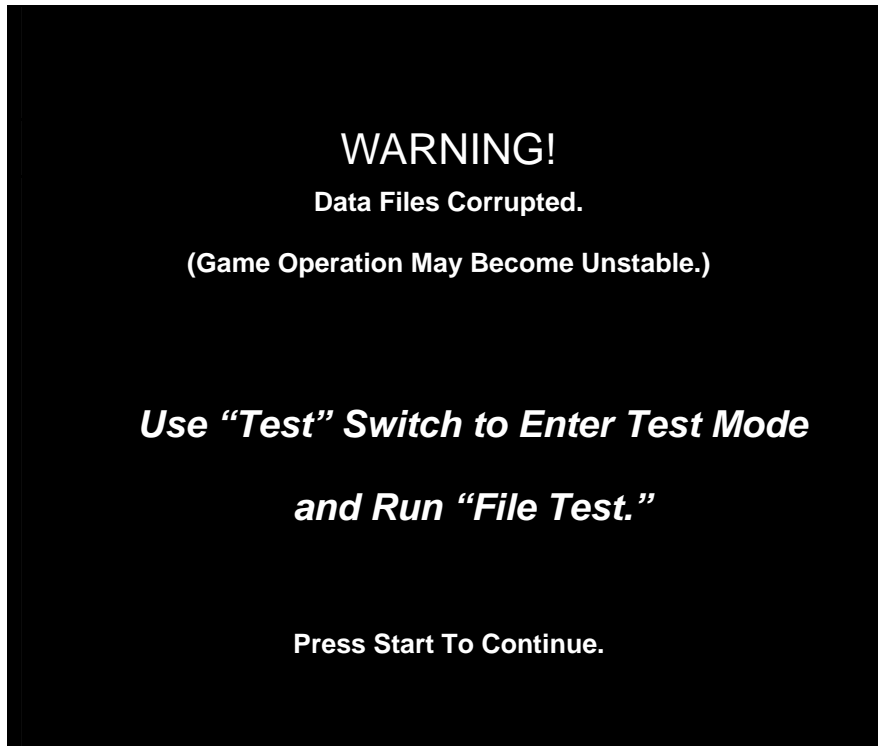 WARNING!
Data Files Corrupted.
(Game Operation May Become Unstable.)
Use “Test” Switch to Enter Test Mode
and Run “File Test.”
Press Start To Continue.